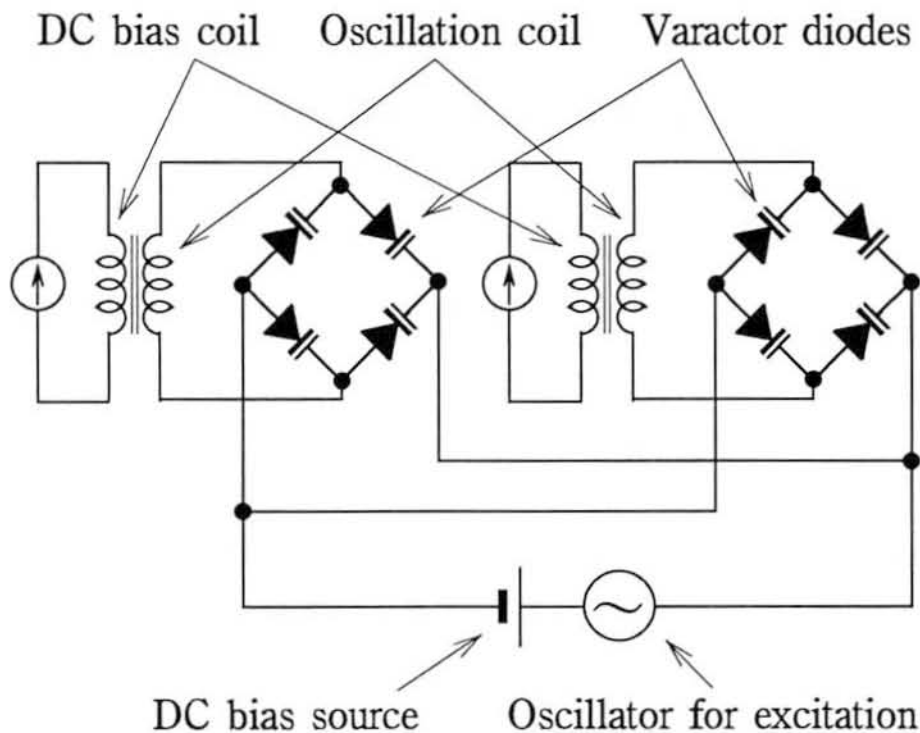 DC bias coil Oscillation coil Varactor diodes
DC bias source Oscillator for excitation